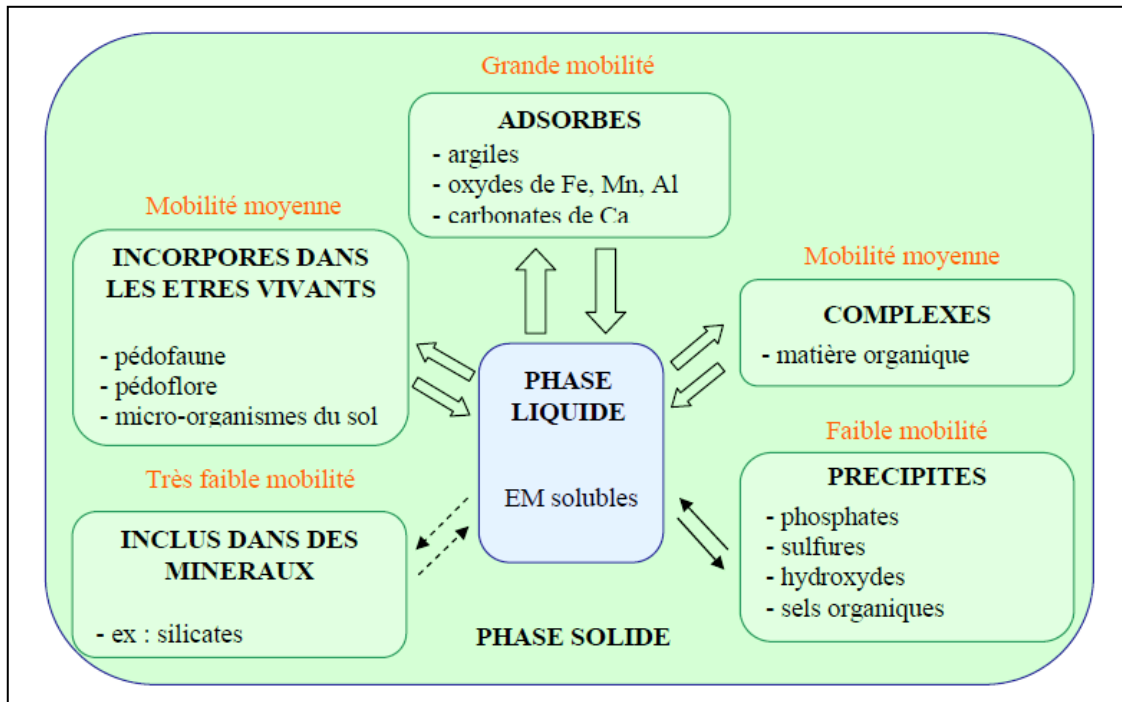 Grande mobilité
ADSORBES
- argiles
- oxydes de Fe, Mn, Al
- carbonates de Ca
Mobilité moyenne
INCORPORES DANS
LES ETRES VIVANTS
- pédofaune
- pédoflore
- micro-organismes du sol
Mobilité moyenne
COMPLEXES
- matière organique
PHASE
LIQUIDE
EM solubles
Très faible mobilité
INCLUS DANS DES
MINERAUX
- ex : silicates
Faible mobilité
PRECIPITES
- phosphates
- sulfures
- hydroxydes
- sels organiques
PHASE SOLIDE